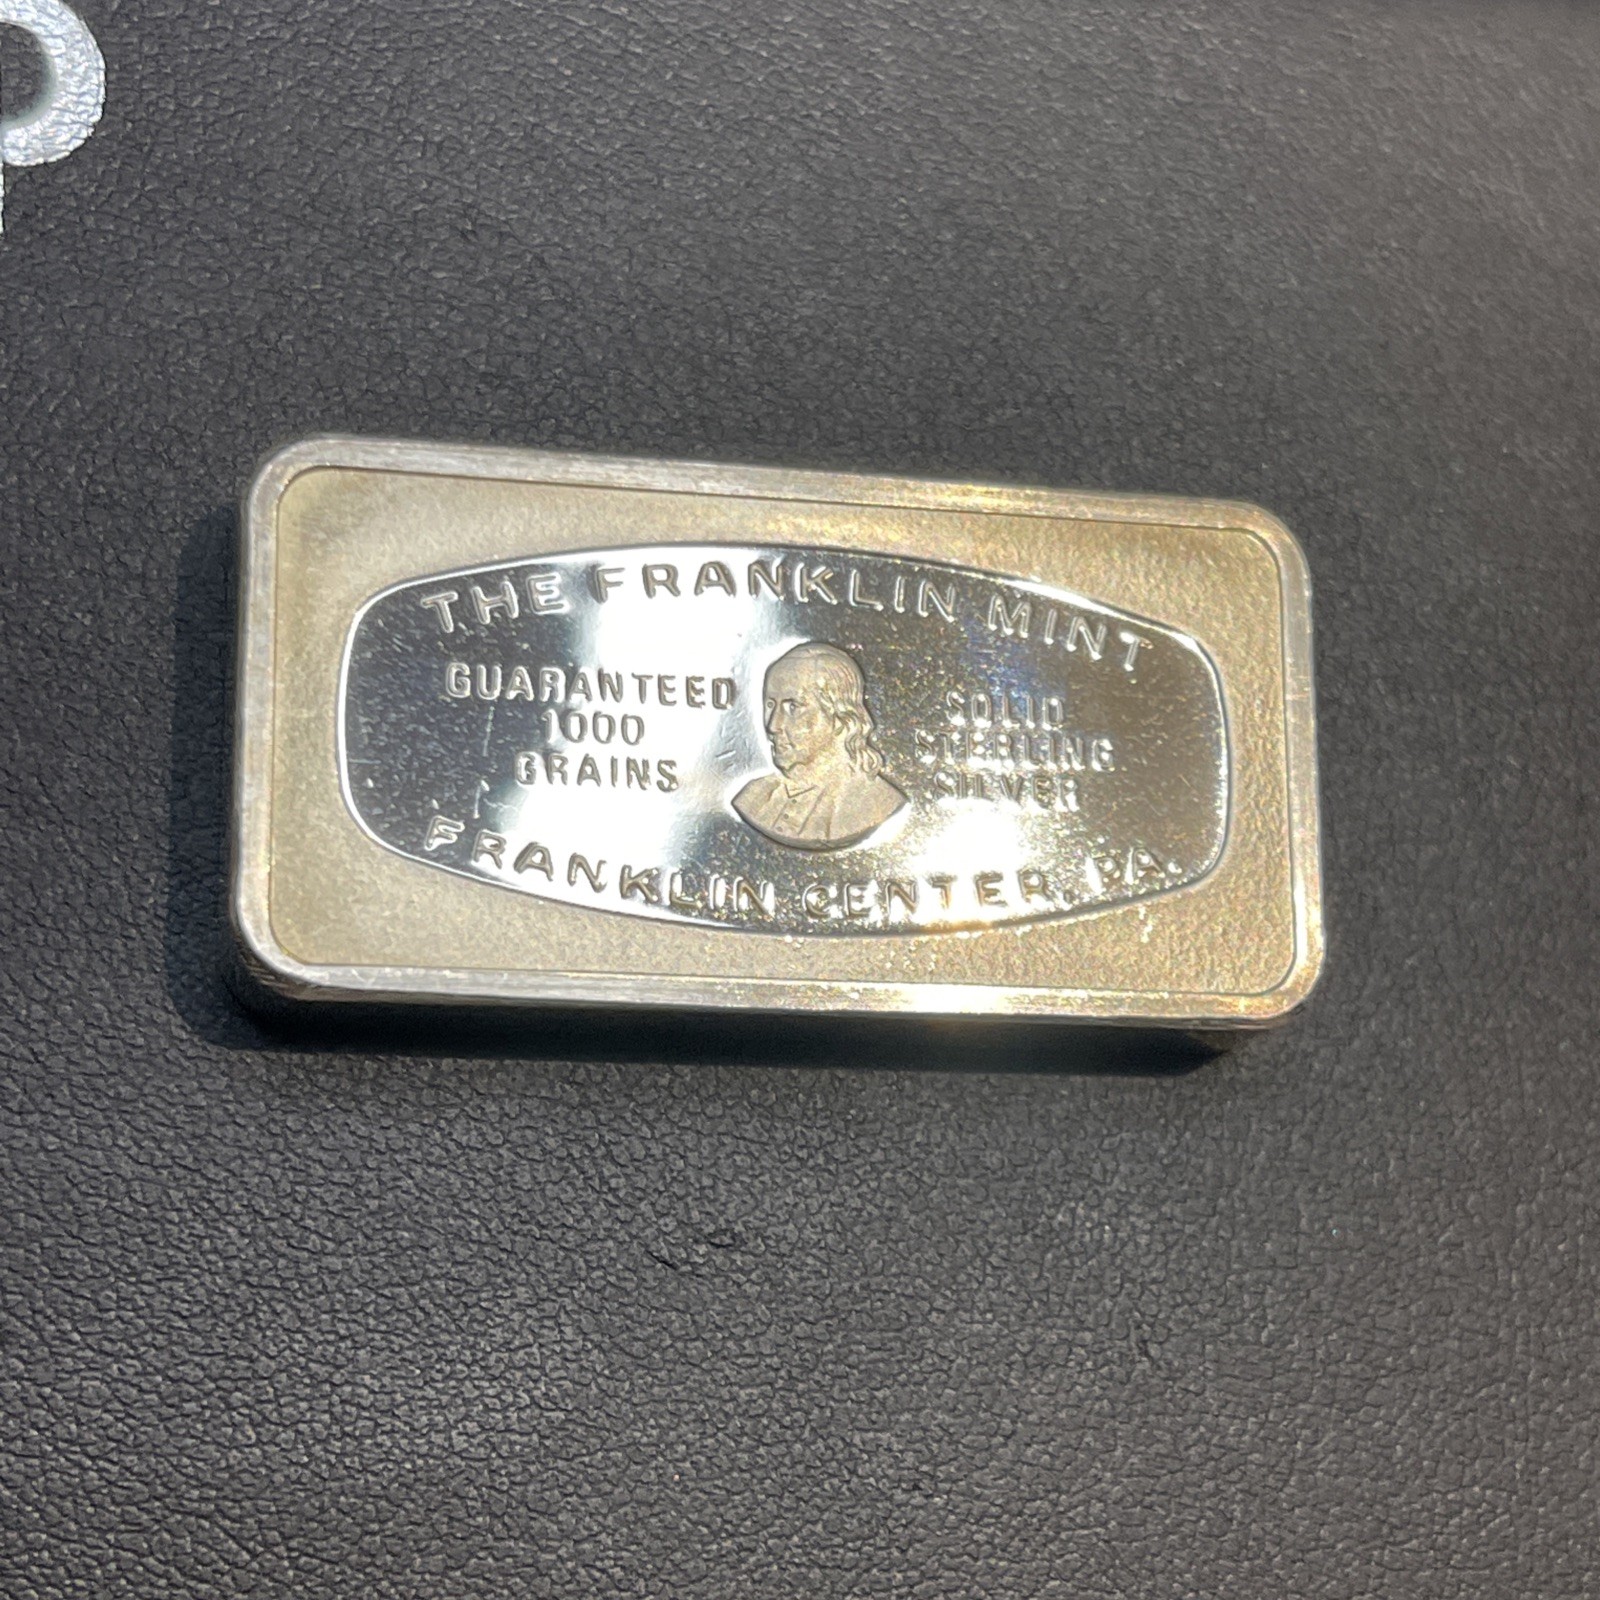 THE FRANKLIN MINT
GUARANTEED
1000
GRAINS
SOLID
STERLING
SILVER
FRANKLIN CENTER, PA.